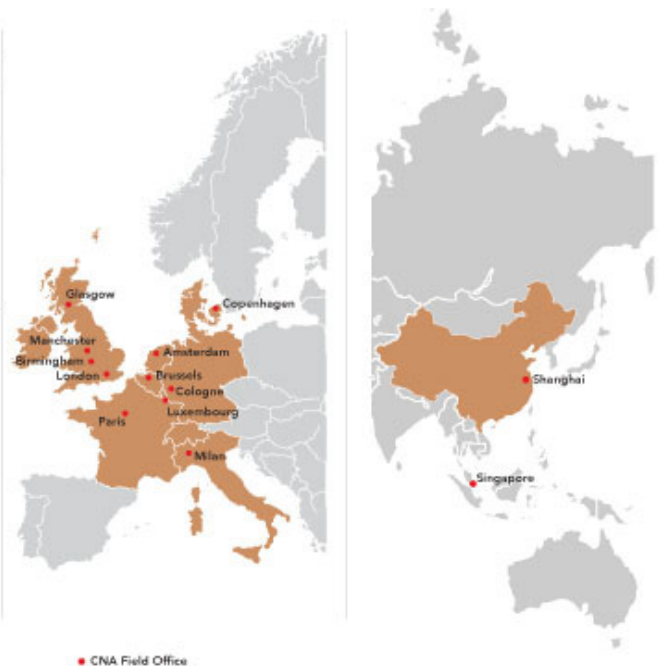 Glasgow
Copenhagen
Manchester
Birmingham
London
Amsterdam
Brussels
Cologne
Luxembourg
Paris
Milan
Shanghai
Singapore
CNA Field Office